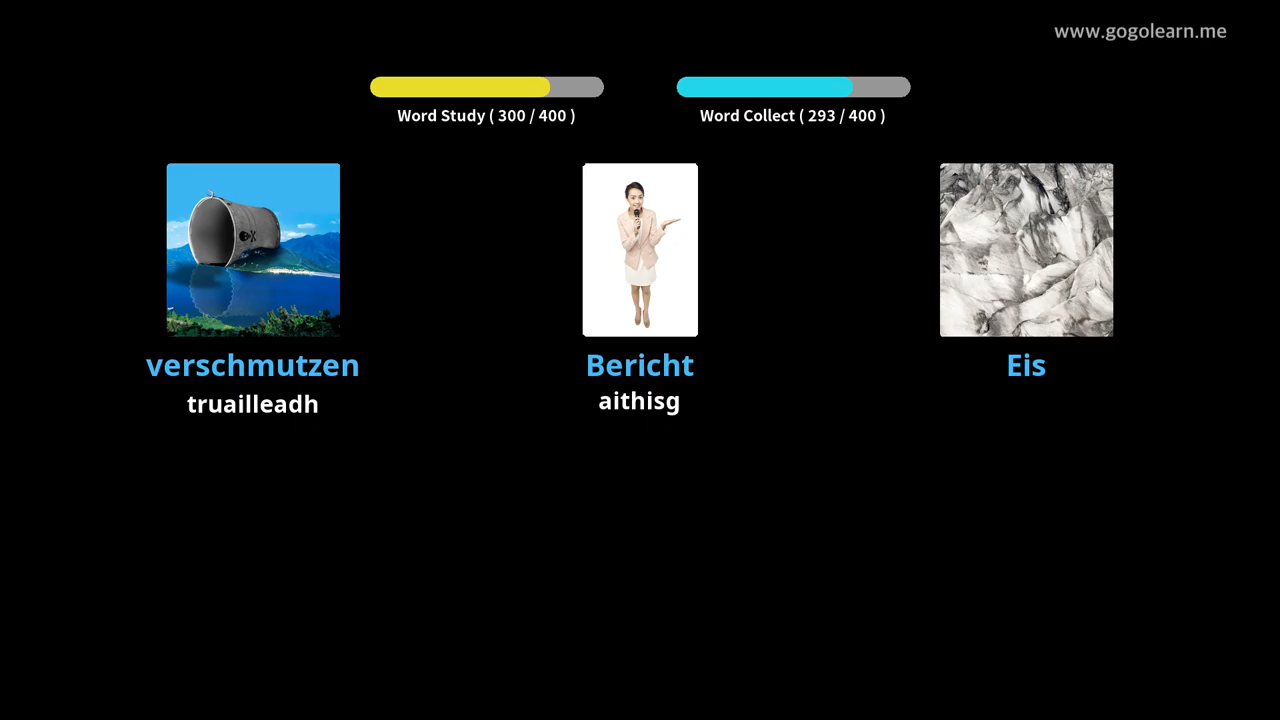 www.gogolearn.me
Word Study ( 300 / 400 )
Word Collect ( 293 / 400 )
verschmutzen
truailleadh
Bericht
aithisg
Eis